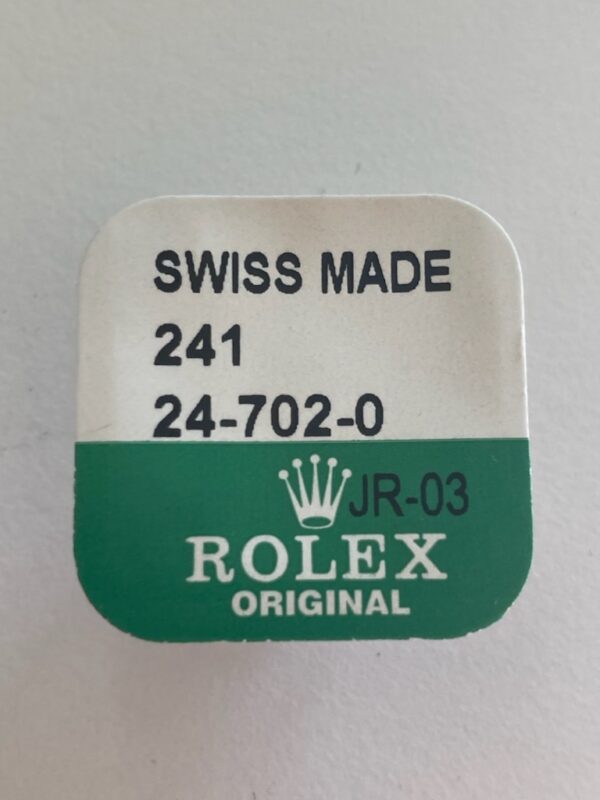 SWISS MADE
241
24-702-0
JR-03
ROLEX
ORIGINAL